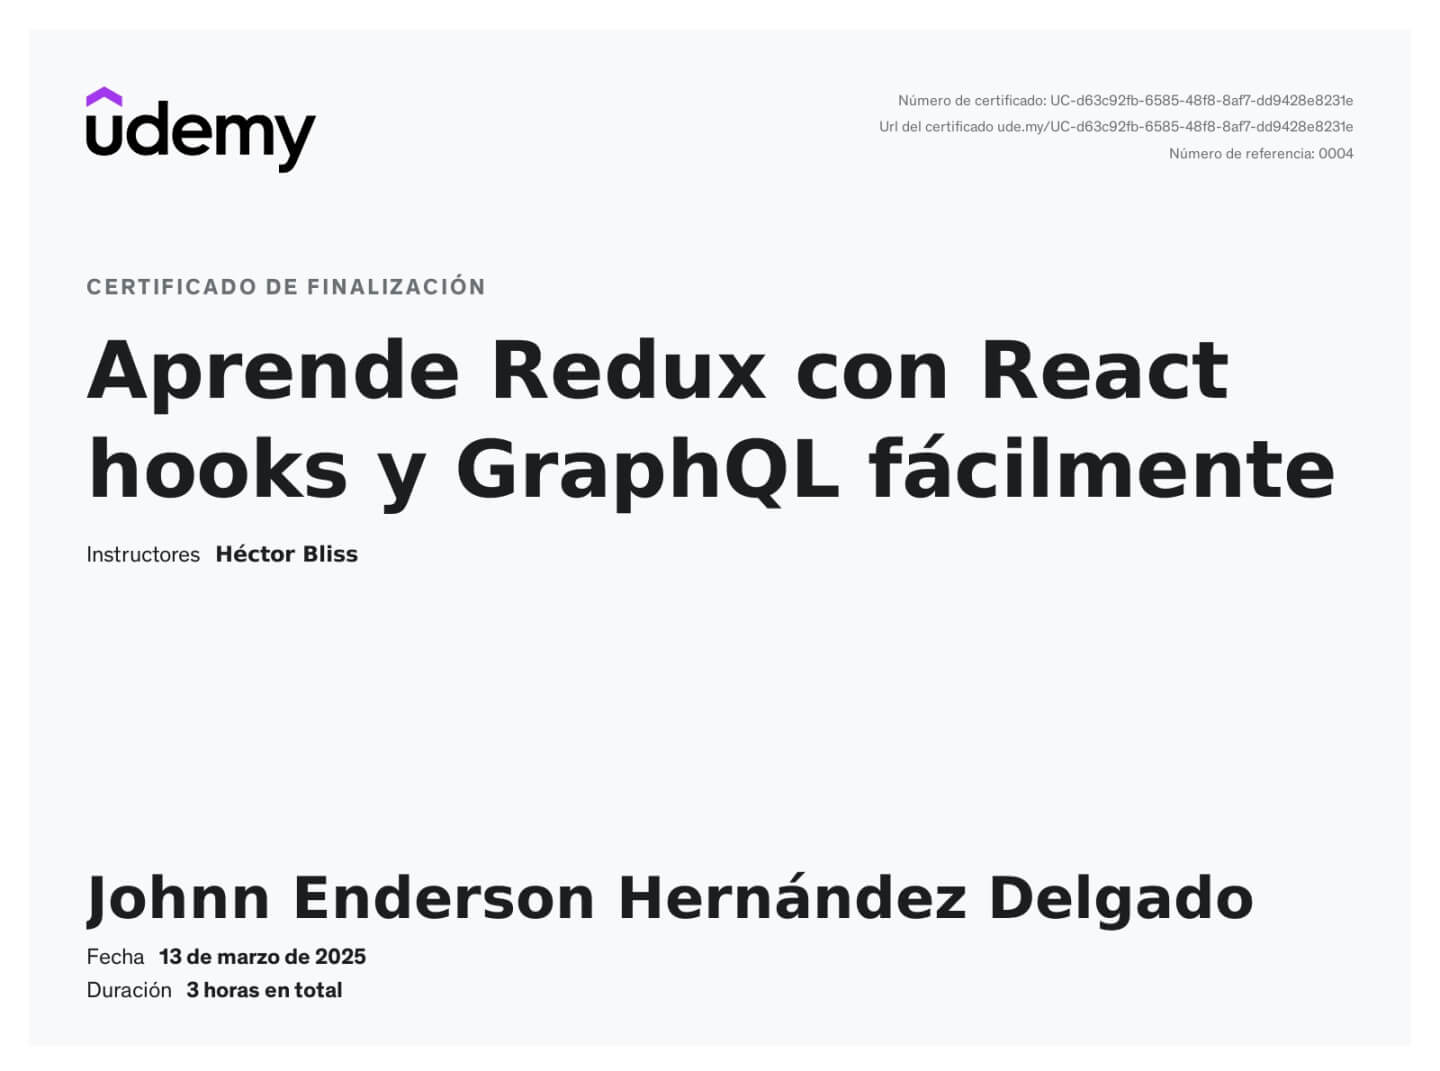 udemy
Número de certificado: UC-d63c92fb-6585-48f8-8af7-dd9428e8231e
Url del certificado ude.my/UC-d63c92fb-6585-48f8-8af7-dd9428e8231e
Número de referencia: 0004
CERTIFICADO DE FINALIZACIÓN
Aprende Redux con React
hooks y GraphQL fácilmente
Instructores Héctor Bliss
Johnn Enderson Hernández Delgado
Fecha 13 de marzo de 2025
Duración 3 horas en total